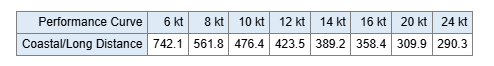 Performance Curve 6 kt 8 kt 10 kt 12 kt 14 kt 16 kt 20 kt 24 kt
Coastal/Long Distance 742.1 561.8 476.4 423.5 389.2 358.4 309.9 290.3